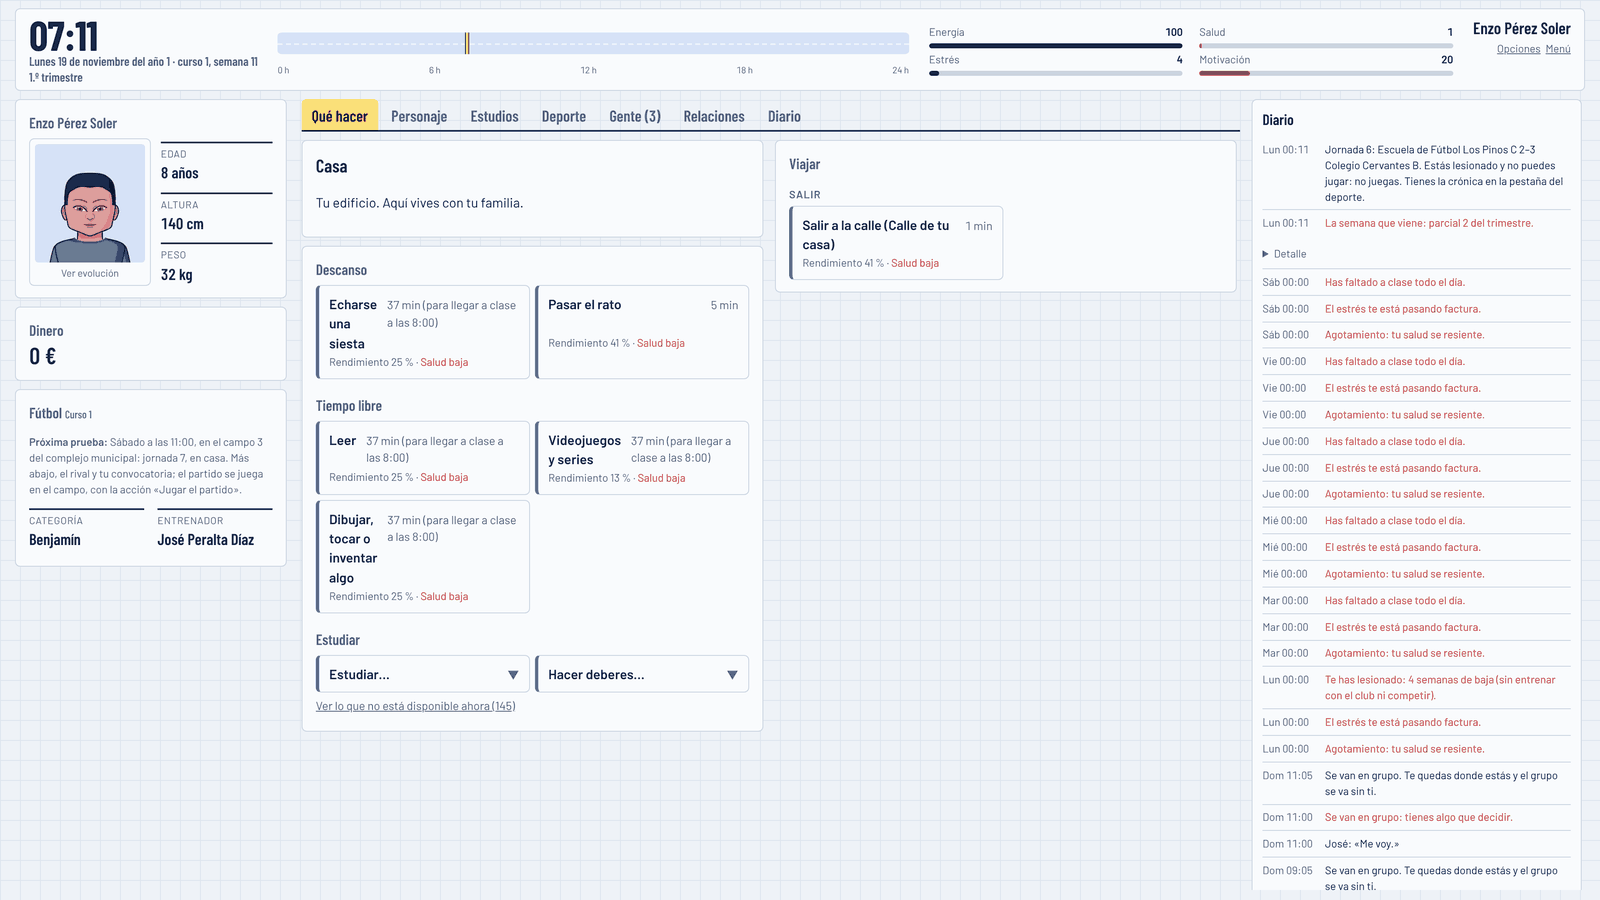 07:11
Lunes 19 de noviembre del año 1 · curso 1, semana 11
1.º trimestre
0 h
6 h
12 h
18 h
24 h
Energía 100
Estrés 4
Salud 1
Motivación 20
Enzo Pérez Soler
Opciones Menú
Enzo Pérez Soler
Ver evolución
EDAD
8 años
ALTURA
140 cm
PESO
32 kg
Dinero
0 €
Fútbol Curso 1
Próxima prueba: Sábado a las 11:00, en el campo 3
del complejo municipal: jornada 7, en casa. Más
abajo, el rival y tu convocatoria; el partido se juega
en el campo, con la acción «Jugar el partido».
CATEGORÍA
Benjamín
ENTRENADOR
José Peralta Díaz
Qué hacer
Personaje
Estudios
Deporte
Gente (3)
Relaciones
Diario
Casa
Tu edificio. Aquí vives con tu familia.
Descanso
Echarse
una
siesta
37 min (para llegar a clase
a las 8:00)
Rendimiento 25 % · Salud baja
Pasar el rato
5 min
Rendimiento 41 % · Salud baja
Tiempo libre
Leer
37 min (para llegar a clase a
las 8:00)
Rendimiento 25 % · Salud baja
Videojuegos
y series
37 min (para llegar a
clase a las 8:00)
Rendimiento 13 % · Salud baja
Dibujar,
tocar o
inventar
algo
37 min (para llegar a clase
a las 8:00)
Rendimiento 25 % · Salud baja
Estudiar
Estudiar...
Hacer deberes...
Ver lo que no está disponible ahora (145)
Viajar
SALIR
Salir a la calle (Calle de tu
casa)
1 min
Rendimiento 41 % · Salud baja
Diario
Lun 00:11 Jornada 6: Escuela de Fútbol Los Pinos C 2–3
Colegio Cervantes B. Estás lesionado y no puedes
jugar: no juegas. Tienes la crónica en la pestaña del
deporte.
Lun 00:11 La semana que viene: parcial 2 del trimestre.
Detalle
Sáb 00:00 Has faltado a clase todo el día.
Sáb 00:00 El estrés te está pasando factura.
Sáb 00:00 Agotamiento: tu salud se resiente.
Vie 00:00 Has faltado a clase todo el día.
Vie 00:00 El estrés te está pasando factura.
Vie 00:00 Agotamiento: tu salud se resiente.
Jue 00:00 Has faltado a clase todo el día.
Jue 00:00 El estrés te está pasando factura.
Jue 00:00 Agotamiento: tu salud se resiente.
Mié 00:00 Has faltado a clase todo el día.
Mié 00:00 El estrés te está pasando factura.
Mié 00:00 Agotamiento: tu salud se resiente.
Mar 00:00 Has faltado a clase todo el día.
Mar 00:00 El estrés te está pasando factura.
Mar 00:00 Agotamiento: tu salud se resiente.
Lun 00:00 Te has lesionado: 4 semanas de baja (sin entrenar
con el club ni competir).
Lun 00:00 El estrés te está pasando factura.
Lun 00:00 Agotamiento: tu salud se resiente.
Dom 11:05 Se van en grupo. Te quedas donde estás y el grupo
se va sin ti.
Dom 11:00 Se van en grupo: tienes algo que decidir.
Dom 11:00 José: «Me voy.»
Dom 09:05 Se van en grupo. Te quedas donde estás y el grupo
se va sin ti.